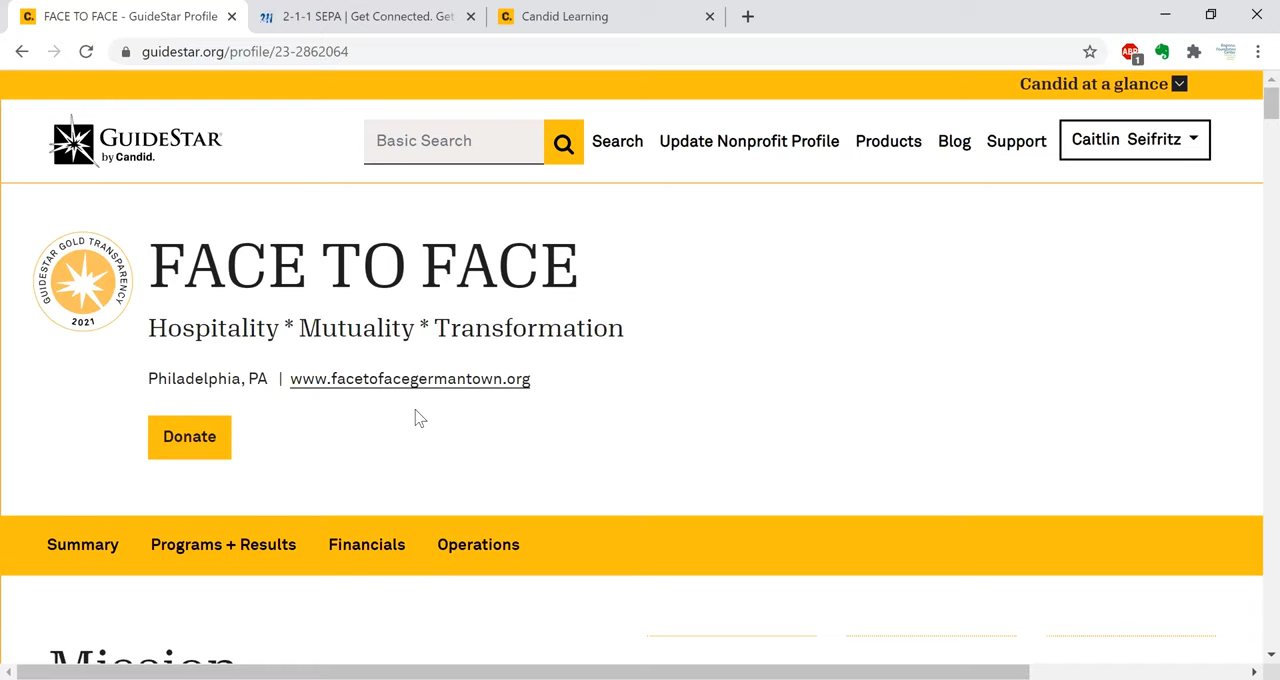 FACE TO FACE - GuideStar Profile
2-1-1 SEPA | Get Connected. Get
Candid Learning
guidestar.org/profile/23-2862064
ABP
1
Candid at a glance
GUIDESTAR
by Candid.
Basic Search
Search
Update Nonprofit Profile
Products
Blog
Support
Caitlin Seifritz
GUIDESTAR GOLD TRANSPARENCY
2021
FACE TO FACE
Hospitality * Mutuality * Transformation
Philadelphia, PA | www.facetofacegermantown.org
Donate
Summary
Programs + Results
Financials
Operations
Mission